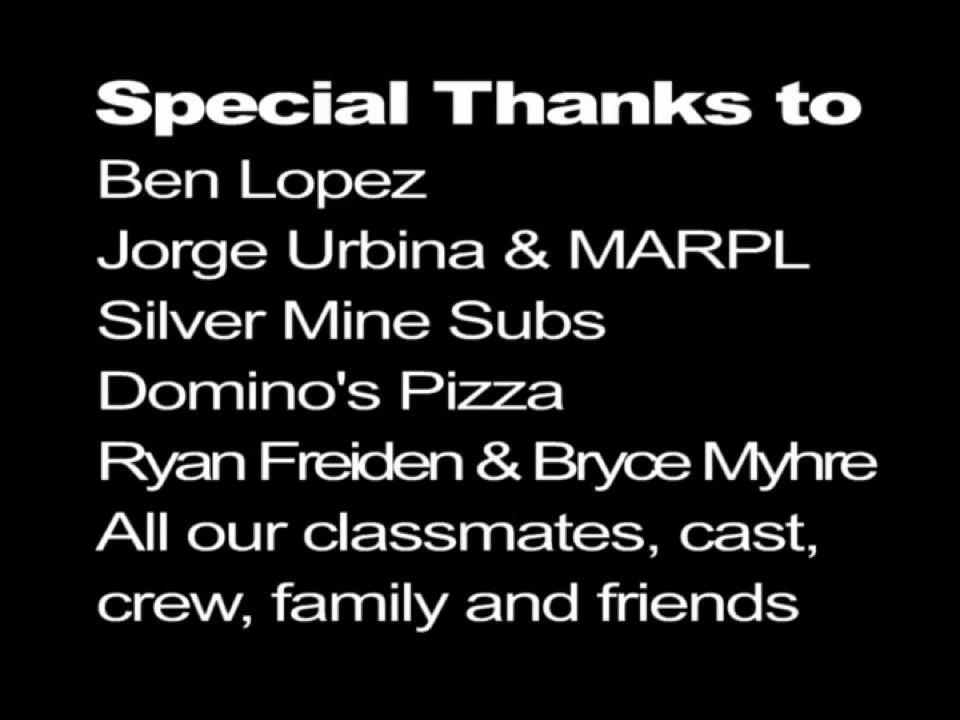 Special Thanks to
Ben Lopez
Jorge Urbina & MARPL
Silver Mine Subs
Domino's Pizza
Ryan Freiden & Bryce Myhre
All our classmates, cast,
crew, family and friends